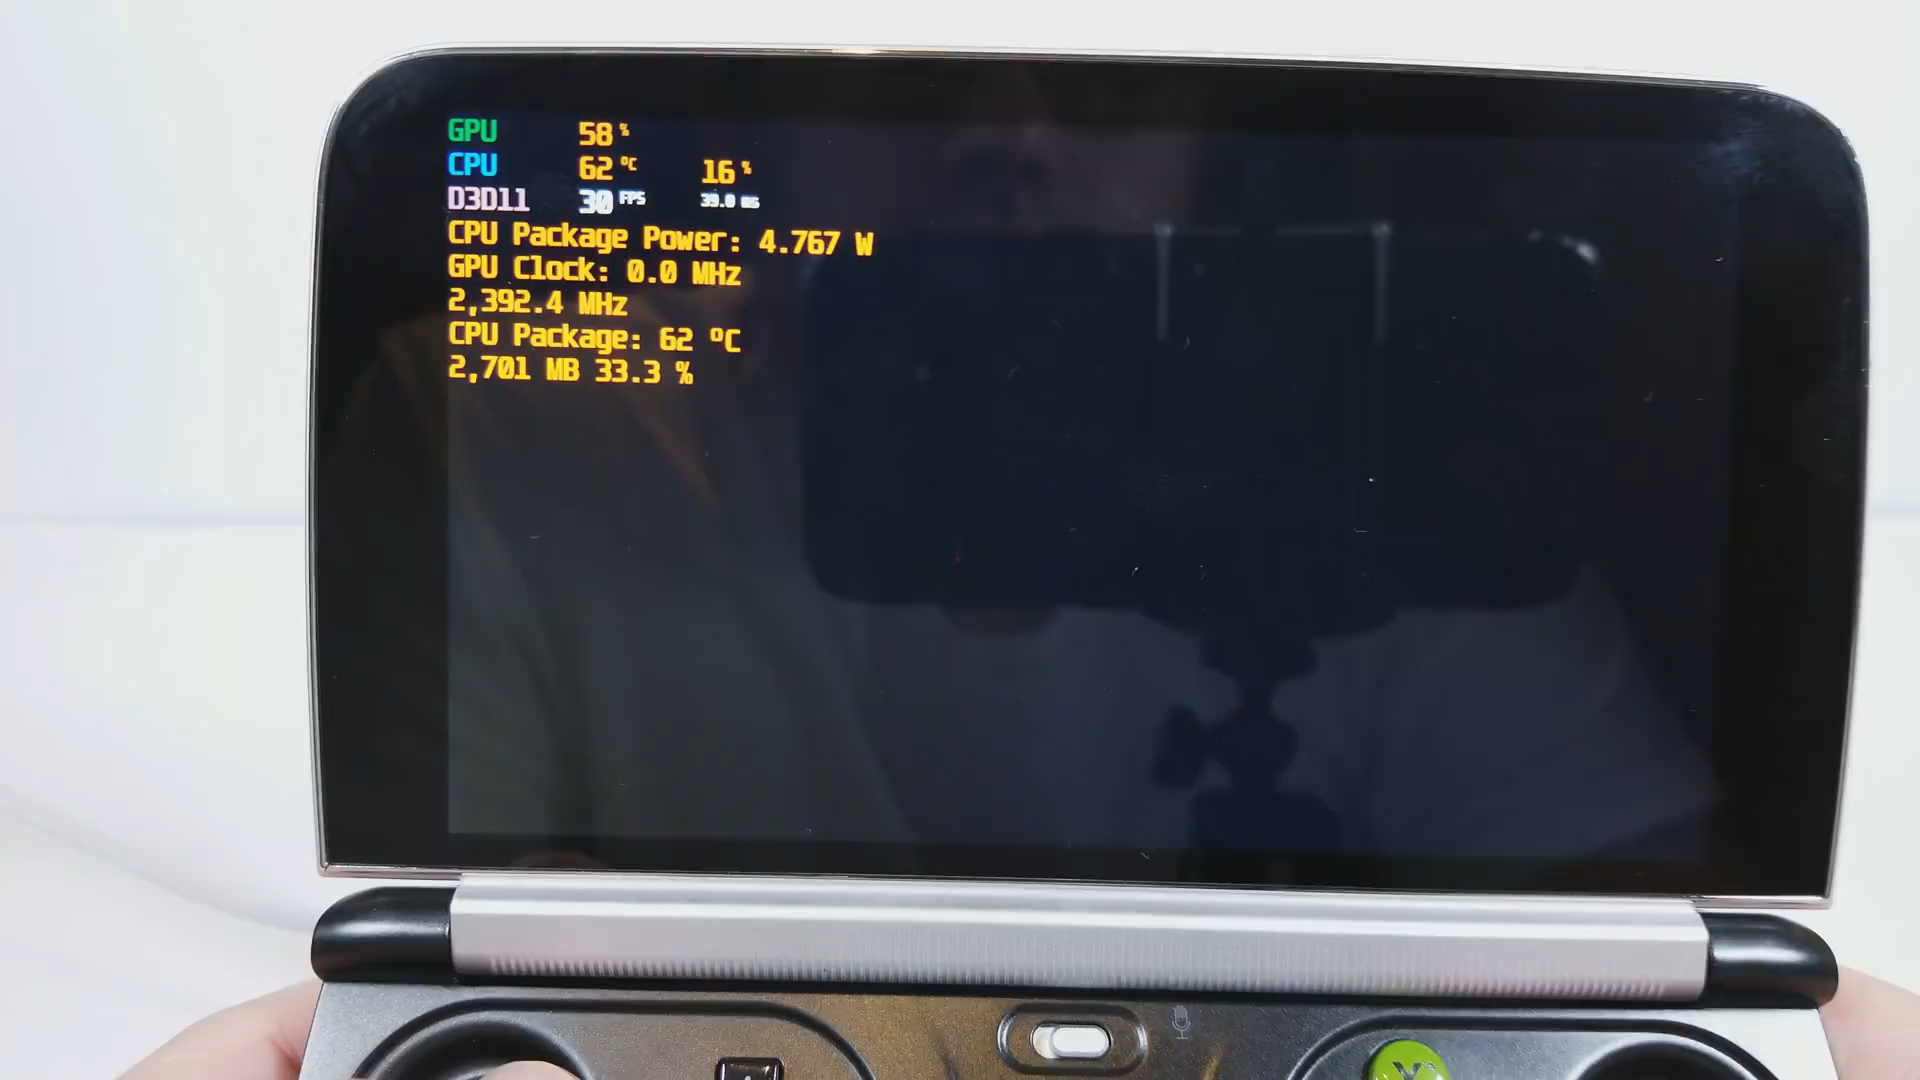 GPU 58 %
CPU 62 °C 16 %
D3D11 30 FPS 39.0 ms
CPU Package Power: 4.767 W
GPU Clock: 0.0 MHz
2,392.4 MHz
CPU Package: 62 °C
2,701 MB 33.3 %
Y